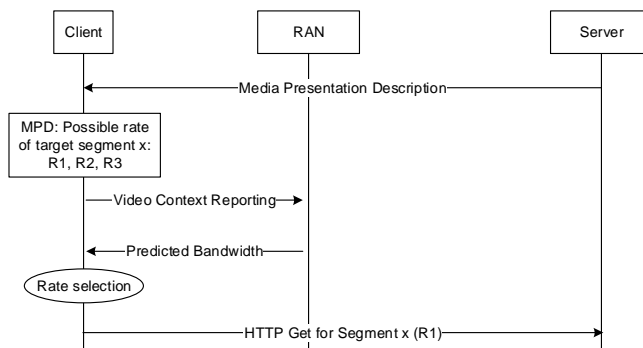 Client
RAN
Server
Media Presentation Description
MPD: Possible rate
of target segment x:
R1, R2, R3
Video Context Reporting
Predicted Bandwidth
Rate selection
HTTP Get for Segment x (R1)